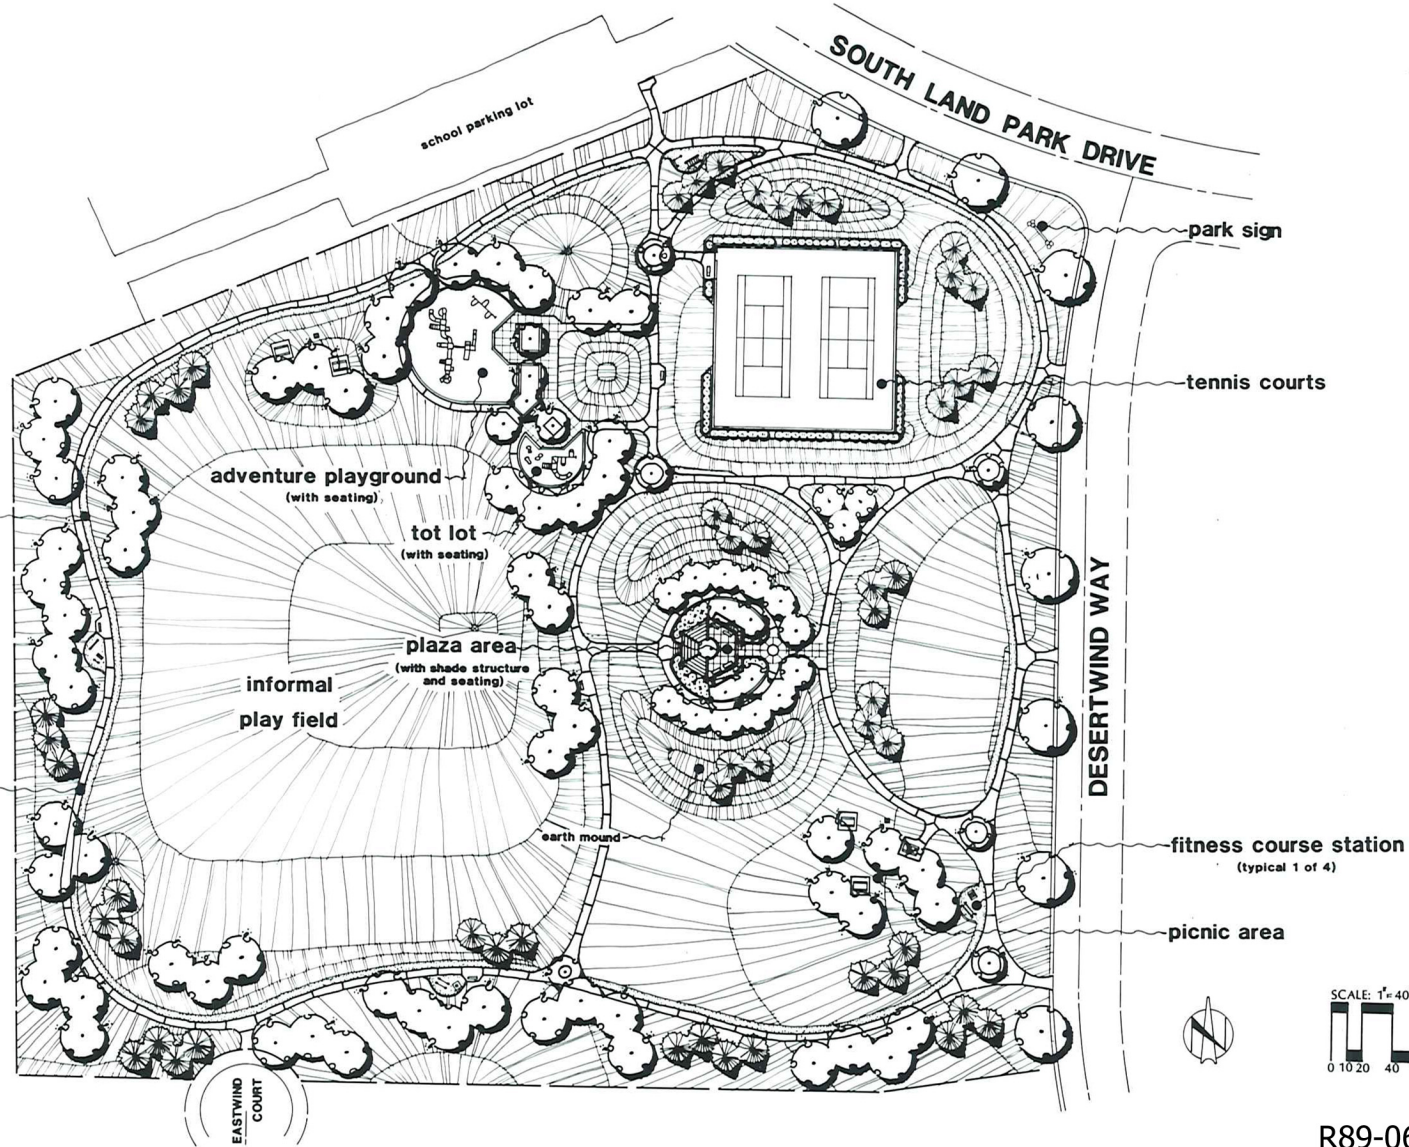 SOUTH LAND PARK DRIVE
school parking lot
park sign
tennis courts
adventure playground
(with seating)
tot lot
(with seating)
plaza area
(with shade structure
and seating)
informal
play field
DESERTWIND WAY
earth mound
fitness course station
(typical 1 of 4)
picnic area
N
SCALE: 1"=40
0 10 20 40
EASTWIND
COURT